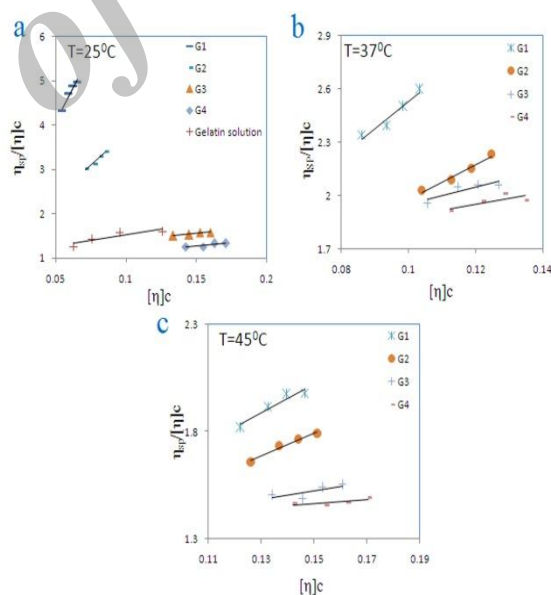 a
T=25⁰C
6
5
4
3
2
1
0.05
0.1
0.15
0.2
ηsp/[η]c
[η]c
G1
G2
G3
G4
Gelatin solution
b
T=37⁰C
2.9
2.6
2.3
2
1.7
0.08
0.1
0.12
0.14
ηsp/[η]c
[η]c
G1
G2
G3
G4
c
T=45⁰C
2.3
1.8
1.3
0.11
0.13
0.15
0.17
0.19
ηsp/[η]c
[η]c
G1
G2
G3
G4